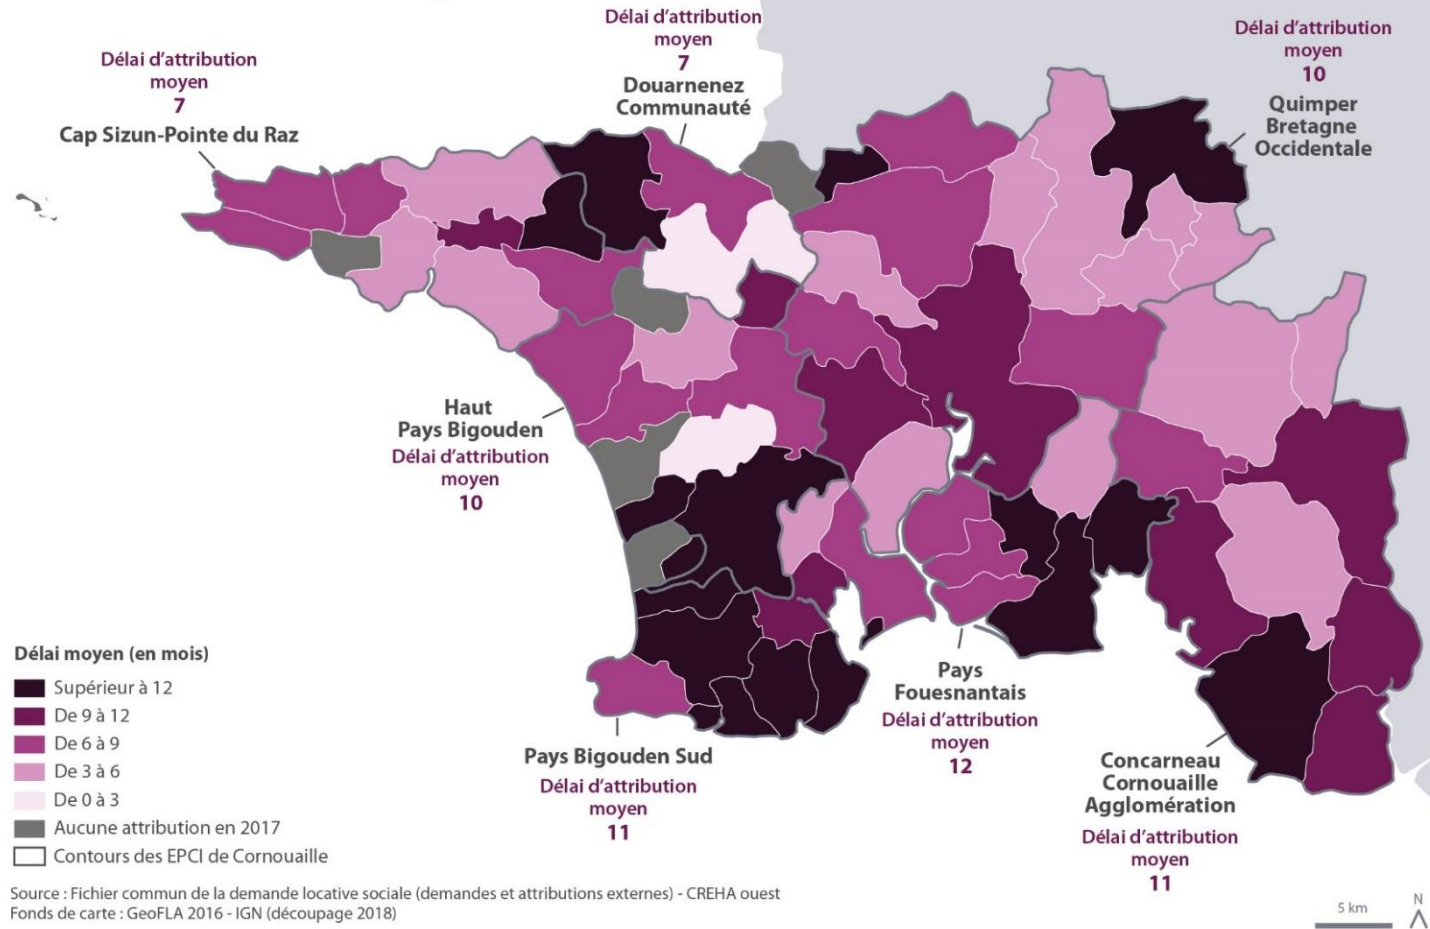 Délai d’attribution
moyen
7
Cap Sizun-Pointe du Raz
Délai d’attribution
moyen
7
Douarnenez
Communauté
Délai d’attribution
moyen
10
Quimper
Bretagne
Occidentale
Haut
Pays Bigouden
Délai d’attribution
moyen
10
Pays Bigouden Sud
Délai d’attribution
moyen
11
Pays
Fouesnantais
Délai d’attribution
moyen
12
Concarneau
Cornouaille
Agglomération
Délai d’attribution
moyen
11
Délai moyen (en mois)
Supérieur à 12
De 9 à 12
De 6 à 9
De 3 à 6
De 0 à 3
Aucune attribution en 2017
Contours des EPCI de Cornouaille
Source : Fichier commun de la demande locative sociale (demandes et attributions externes) - CREHA ouest
Fonds de carte : GeoFLA 2016 - IGN (découpage 2018)
5 km
N